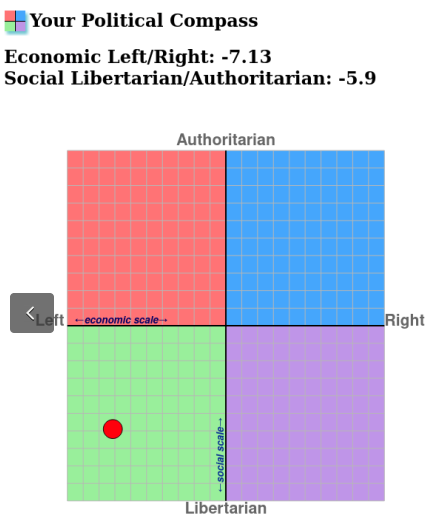 Your Political Compass
Economic Left/Right: -7.13
Social Libertarian/Authoritarian: -5.9
Authoritarian
Left
←economic scale→
Right
←social scale→
Libertarian